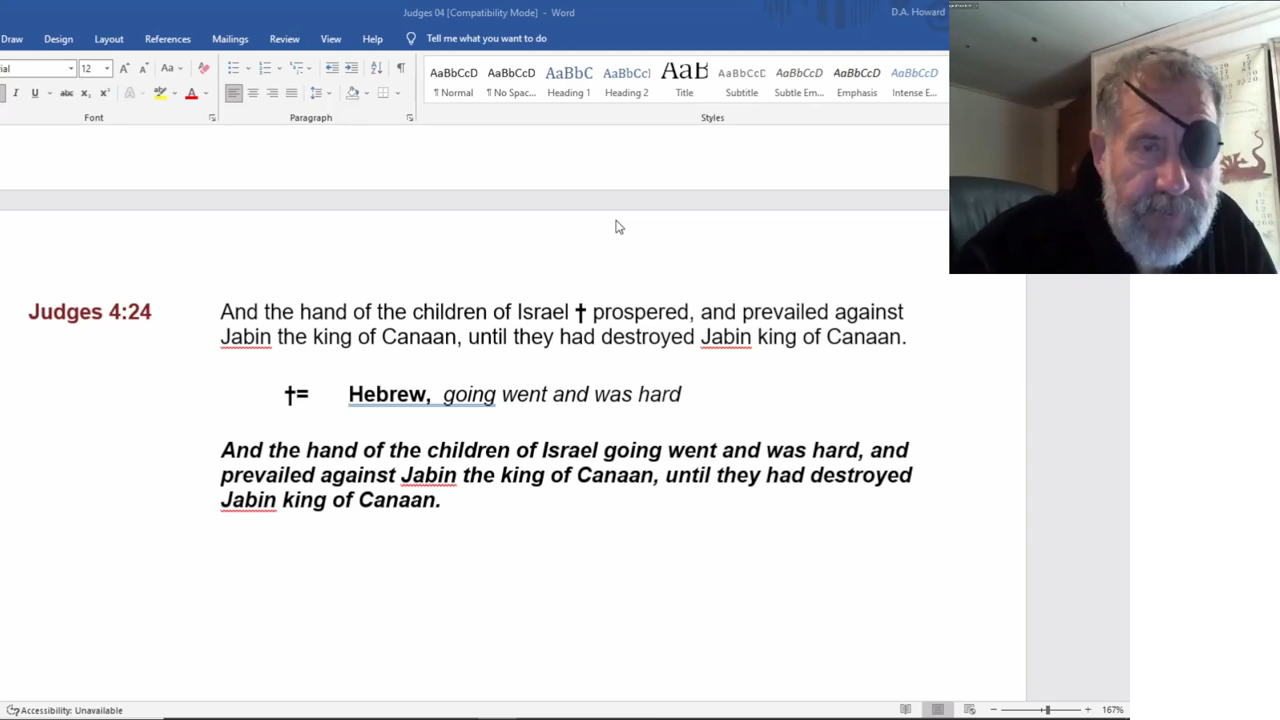 Judges 04 [Compatibility Mode] - Word
D.A. Howard
Draw Design Layout References Mailings Review View Help Tell me what you want to do
ial 12 Aa
I U abc x₂ x² A A
AaBbCcD AaBbCcD AaBbC AaBbCcI AaB AaBbCcD AaBbCcD AaBbCcD AaBbCcD
¶ Normal ¶ No Spac... Heading 1 Heading 2 Title Subtitle Subtle Em... Emphasis Intense E...
Font Paragraph Styles
Judges 4:24 And the hand of the children of Israel † prospered, and prevailed against
Jabin the king of Canaan, until they had destroyed Jabin king of Canaan.
†= Hebrew, going went and was hard
And the hand of the children of Israel going went and was hard, and
prevailed against Jabin the king of Canaan, until they had destroyed
Jabin king of Canaan.
Accessibility: Unavailable
167%